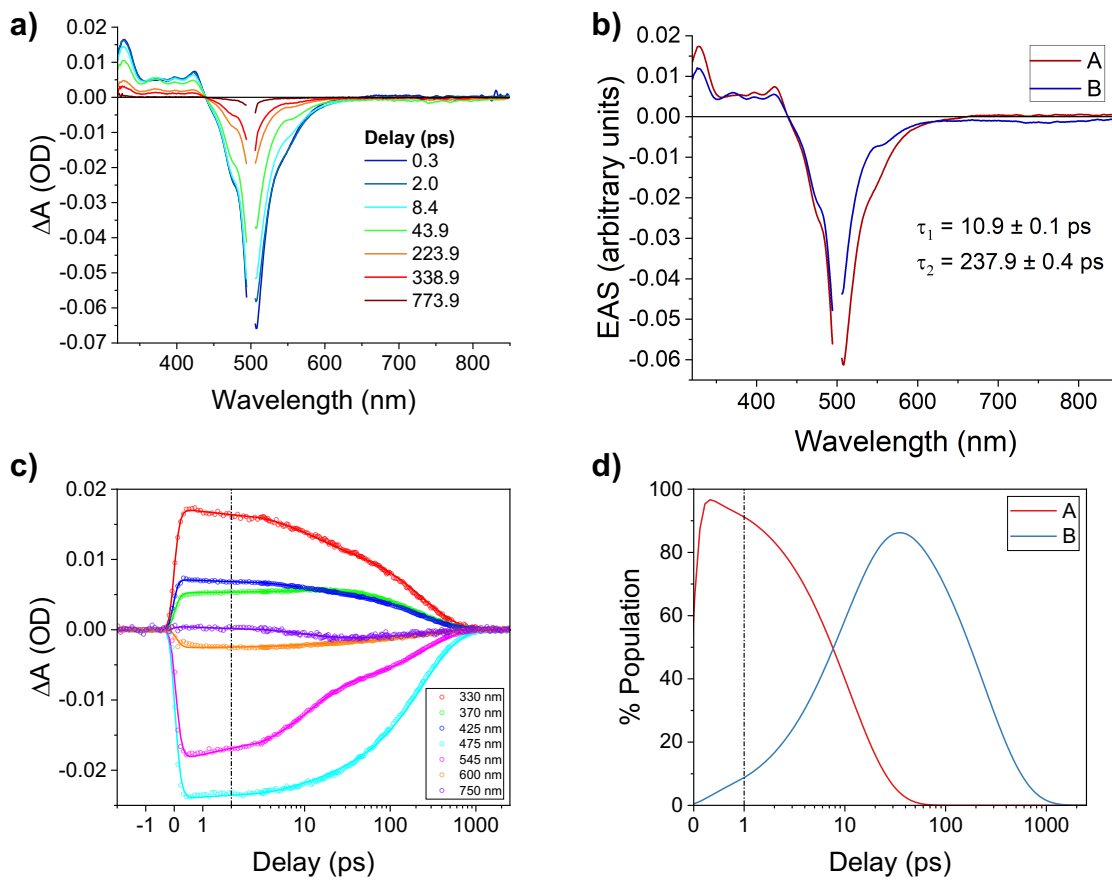 a)
0.02
0.01
0.00
-0.01
-0.02
-0.03
-0.04
-0.05
-0.06
-0.07
ΔA (OD)
Delay (ps)
0.3
2.0
8.4
43.9
223.9
338.9
773.9
400 500 600 700 800
Wavelength (nm)
b)
0.02
0.01
0.00
-0.01
-0.02
-0.03
-0.04
-0.05
-0.06
EAS (arbitrary units)
A
B
τ1 = 10.9 ± 0.1 ps
τ2 = 237.9 ± 0.4 ps
400 500 600 700 800
Wavelength (nm)
c)
0.02
0.01
0.00
-0.01
-0.02
ΔA (OD)
330 nm
370 nm
425 nm
475 nm
545 nm
600 nm
750 nm
-1 0 1 10 100 1000
Delay (ps)
d)
100
80
60
40
20
0
% Population
A
B
0 1 10 100 1000
Delay (ps)